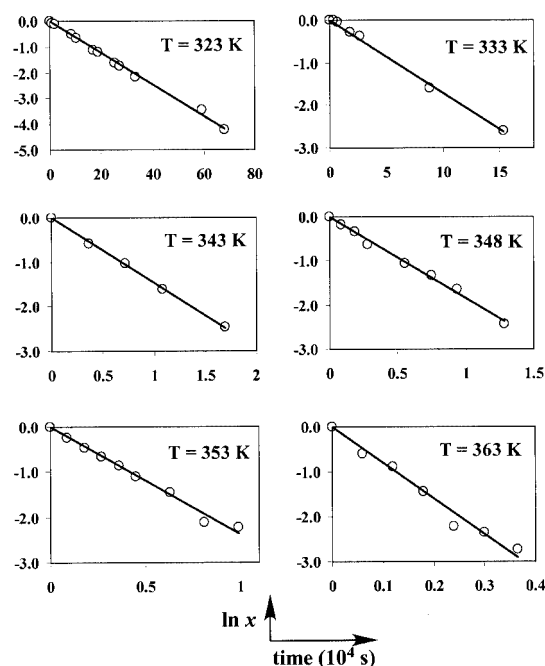 T = 323 K
0.0
-1.0
-2.0
-3.0
-4.0
-5.0
0 20 40 60 80
T = 333 K
0.0
-1.0
-2.0
-3.0
0 5 10 15
T = 343 K
0.0
-1.0
-2.0
-3.0
0 0.5 1 1.5 2
T = 348 K
0.0
-1.0
-2.0
-3.0
0 0.5 1 1.5
T = 353 K
0.0
-1.0
-2.0
-3.0
0 0.5 1
T = 363 K
0.0
-1.0
-2.0
-3.0
0 0.1 0.2 0.3 0.4
ln x
time (10⁴ s)